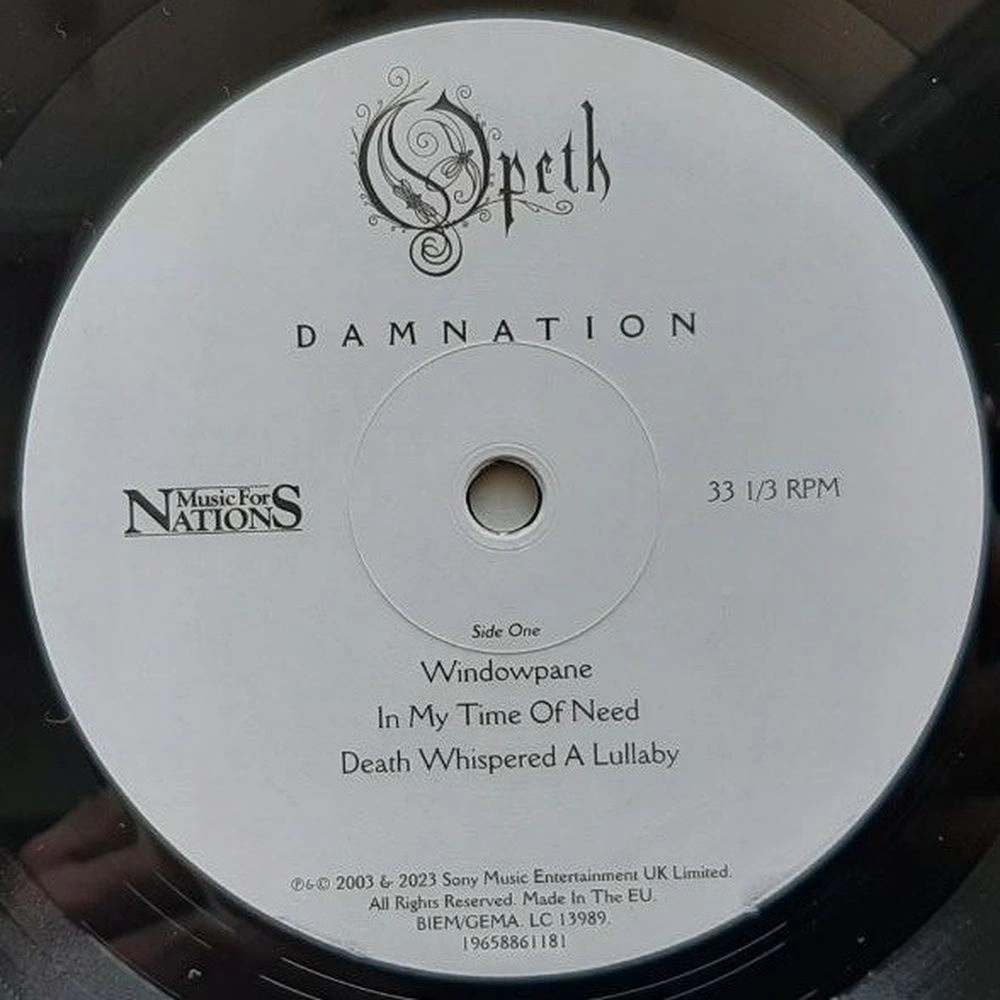 Opeth
DAMNATION
Music For
NATIONS
33 1/3 RPM
Side One
Windowpane
In My Time Of Need
Death Whispered A Lullaby
℗&© 2003 & 2023 Sony Music Entertainment UK Limited.
All Rights Reserved. Made In The EU.
BIEM/GEMA. LC 13989.
19658861181